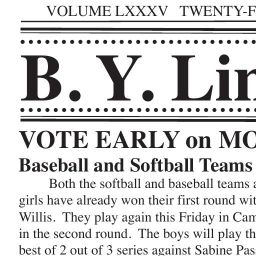 VOLUME LXXXV TWENTY-F
B. Y. Lin
VOTE EARLY on MO
Baseball and Softball Teams
Both the softball and baseball teams a
girls have already won their first round wit
Willis. They play again this Friday in Cam
in the second round. The boys will play th
best of 2 out of 3 series against Sabine Pas